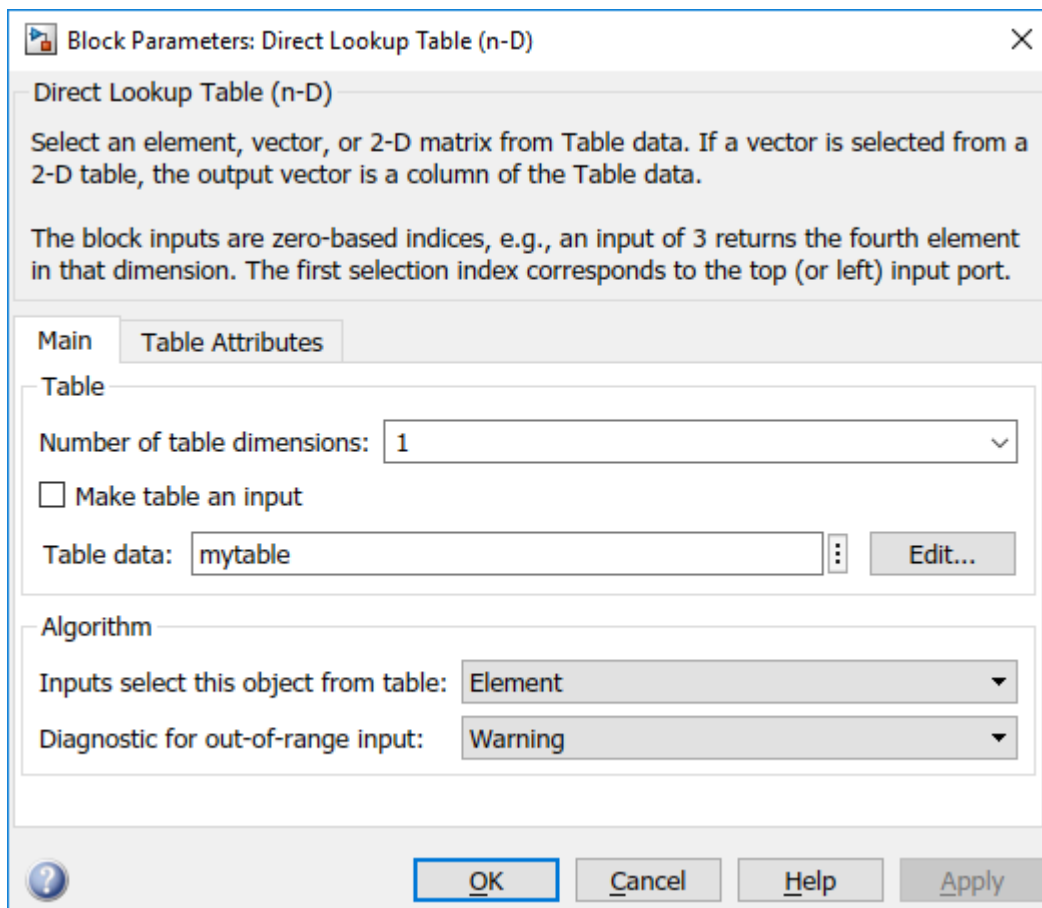 Block Parameters: Direct Lookup Table (n-D)
Direct Lookup Table (n-D)
Select an element, vector, or 2-D matrix from Table data. If a vector is selected from a
2-D table, the output vector is a column of the Table data.
The block inputs are zero-based indices, e.g., an input of 3 returns the fourth element
in that dimension. The first selection index corresponds to the top (or left) input port.
Main Table Attributes
Table
Number of table dimensions: 1
Make table an input
Table data: mytable Edit...
Algorithm
Inputs select this object from table: Element
Diagnostic for out-of-range input: Warning
OK Cancel Help Apply